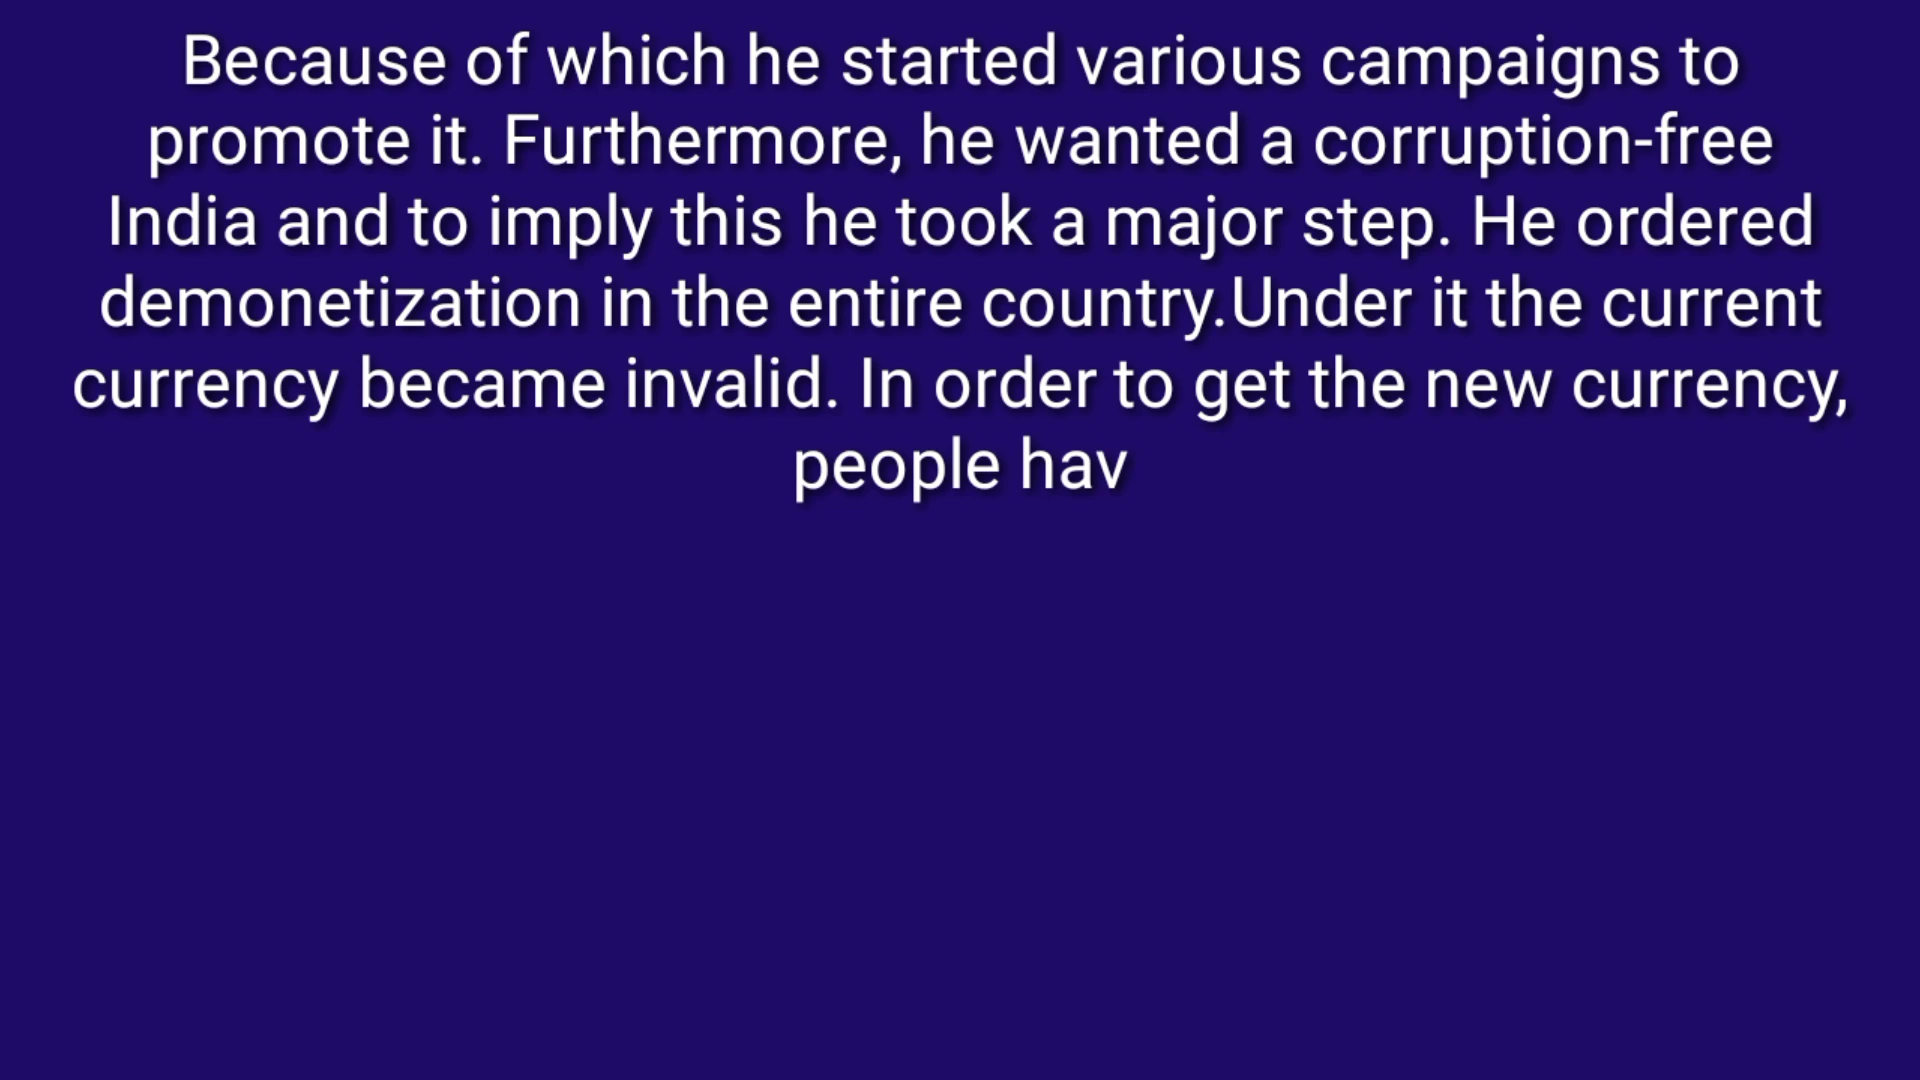 Because of which he started various campaigns to
promote it. Furthermore, he wanted a corruption-free
India and to imply this he took a major step. He ordered
demonetization in the entire country.Under it the current
currency became invalid. In order to get the new currency,
people hav